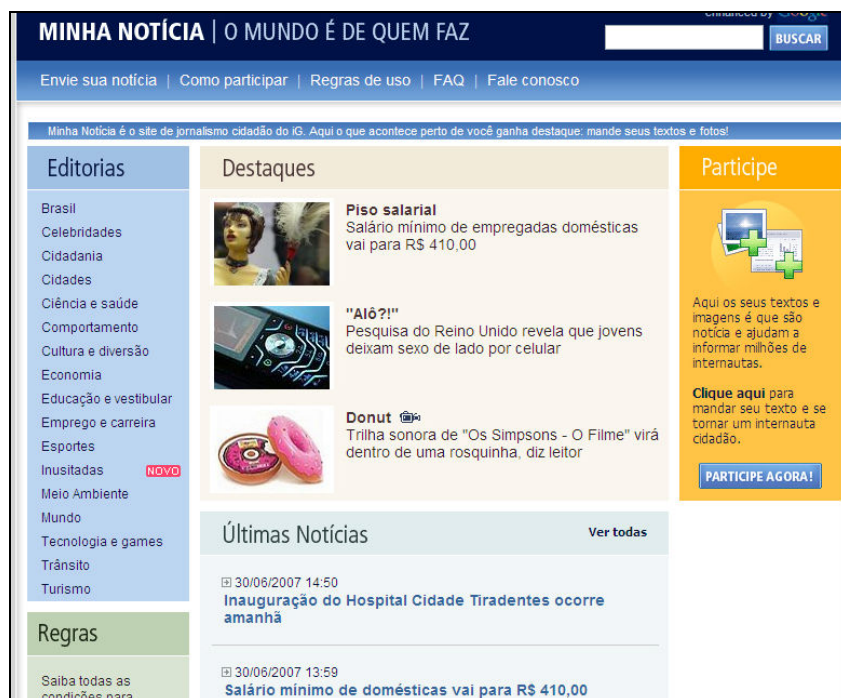 enhanced by Google
MINHA NOTÍCIA | O MUNDO É DE QUEM FAZ
BUSCAR
Envie sua notícia | Como participar | Regras de uso | FAQ | Fale conosco
Minha Notícia é o site de jornalismo cidadão do iG. Aqui o que acontece perto de você ganha destaque: mande seus textos e fotos!
Editorias
Brasil
Celebridades
Cidadania
Cidades
Ciência e saúde
Comportamento
Cultura e diversão
Economia
Educação e vestibular
Emprego e carreira
Esportes
Inusitadas NOVO
Meio Ambiente
Mundo
Tecnologia e games
Trânsito
Turismo
Regras
Saiba todas as
condições para
Destaques
Piso salarial
Salário mínimo de empregadas domésticas
vai para R$ 410,00
"Alô?!"
Pesquisa do Reino Unido revela que jovens
deixam sexo de lado por celular
Donut
Trilha sonora de "Os Simpsons - O Filme" virá
dentro de uma rosquinha, diz leitor
Últimas Notícias
Ver todas
30/06/2007 14:50
Inauguração do Hospital Cidade Tiradentes ocorre
amanhã
30/06/2007 13:59
Salário mínimo de domésticas vai para R$ 410,00
Participe
Aqui os seus textos e
imagens é que são
notícia e ajudam a
informar milhões de
internautas.
Clique aqui para
mandar seu texto e se
tornar um internauta
cidadão.
PARTICIPE AGORA!